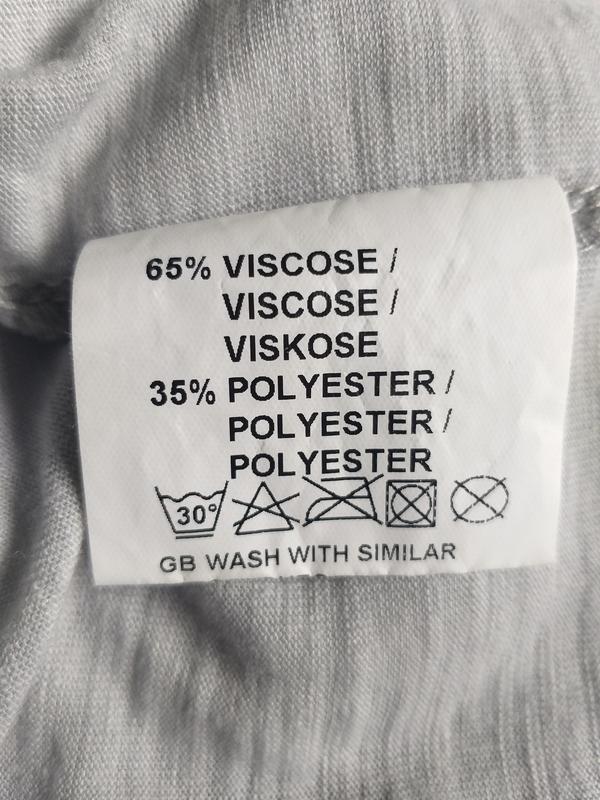 65% VISCOSE /
VISCOSE /
VISKOSE
35% POLYESTER /
POLYESTER /
POLYESTER
30°
GB WASH WITH SIMILAR